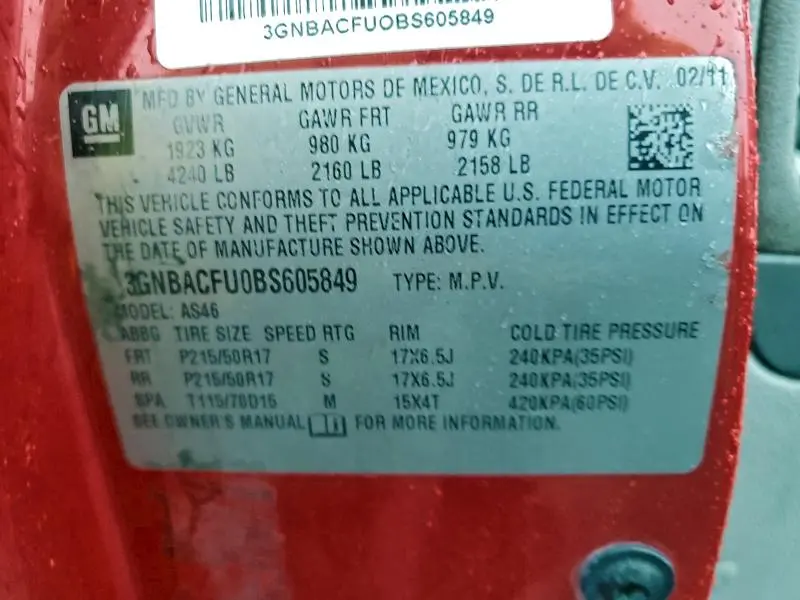 3GNBACFU0BS605849
GM
MFD BY GENERAL MOTORS DE MEXICO, S. DE R.L. DE C.V. 02/11
GVWR GAWR FRT GAWR RR
1923 KG 980 KG 979 KG
4240 LB 2160 LB 2158 LB
THIS VEHICLE CONFORMS TO ALL APPLICABLE U.S. FEDERAL MOTOR
VEHICLE SAFETY AND THEFT PREVENTION STANDARDS IN EFFECT ON
THE DATE OF MANUFACTURE SHOWN ABOVE.
3GNBACFU0BS605849 TYPE: M.P.V.
MODEL: AS46
ABBG TIRE SIZE SPEED RTG RIM COLD TIRE PRESSURE
FRT P215/50R17 S 17X6.5J 240KPA(35PSI)
RR P215/50R17 S 17X6.5J 240KPA(35PSI)
SPA T115/70D15 M 15X4T 420KPA(60PSI)
SEE OWNER'S MANUAL FOR MORE INFORMATION.